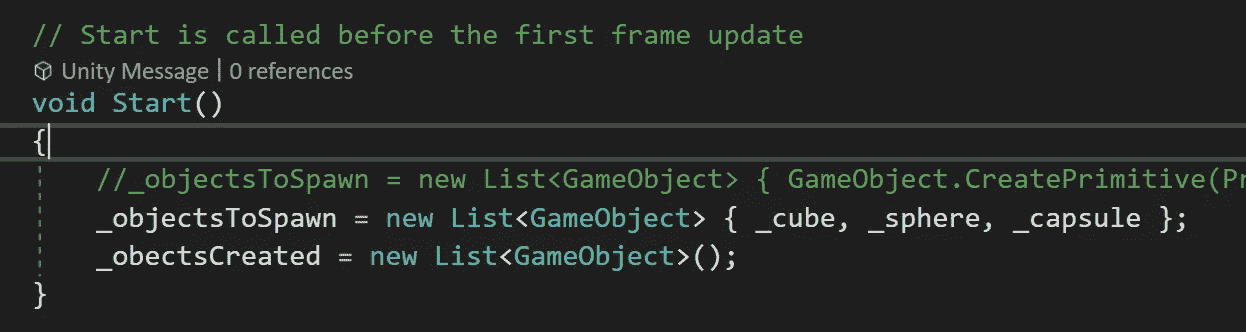 // Start is called before the first frame update
Unity Message | 0 references
void Start()
{
//_objectsToSpawn = new List<GameObject> { GameObject.CreatePrimitive(Pr
_objectsToSpawn = new List<GameObject> { _cube, _sphere, _capsule };
_obectsCreated = new List<GameObject>();
}